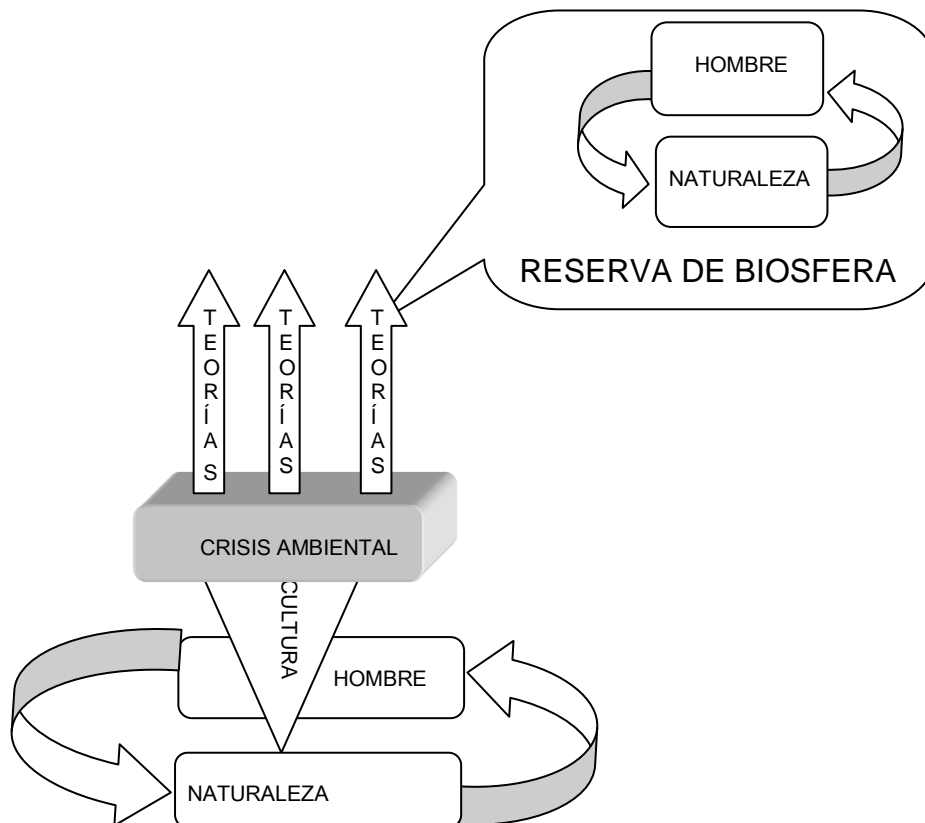 HOMBRE
NATURALEZA
RESERVA DE BIOSFERA
TEORÍAS
TEORÍAS
TEORÍAS
CRISIS AMBIENTAL
CULTURA
HOMBRE
NATURALEZA